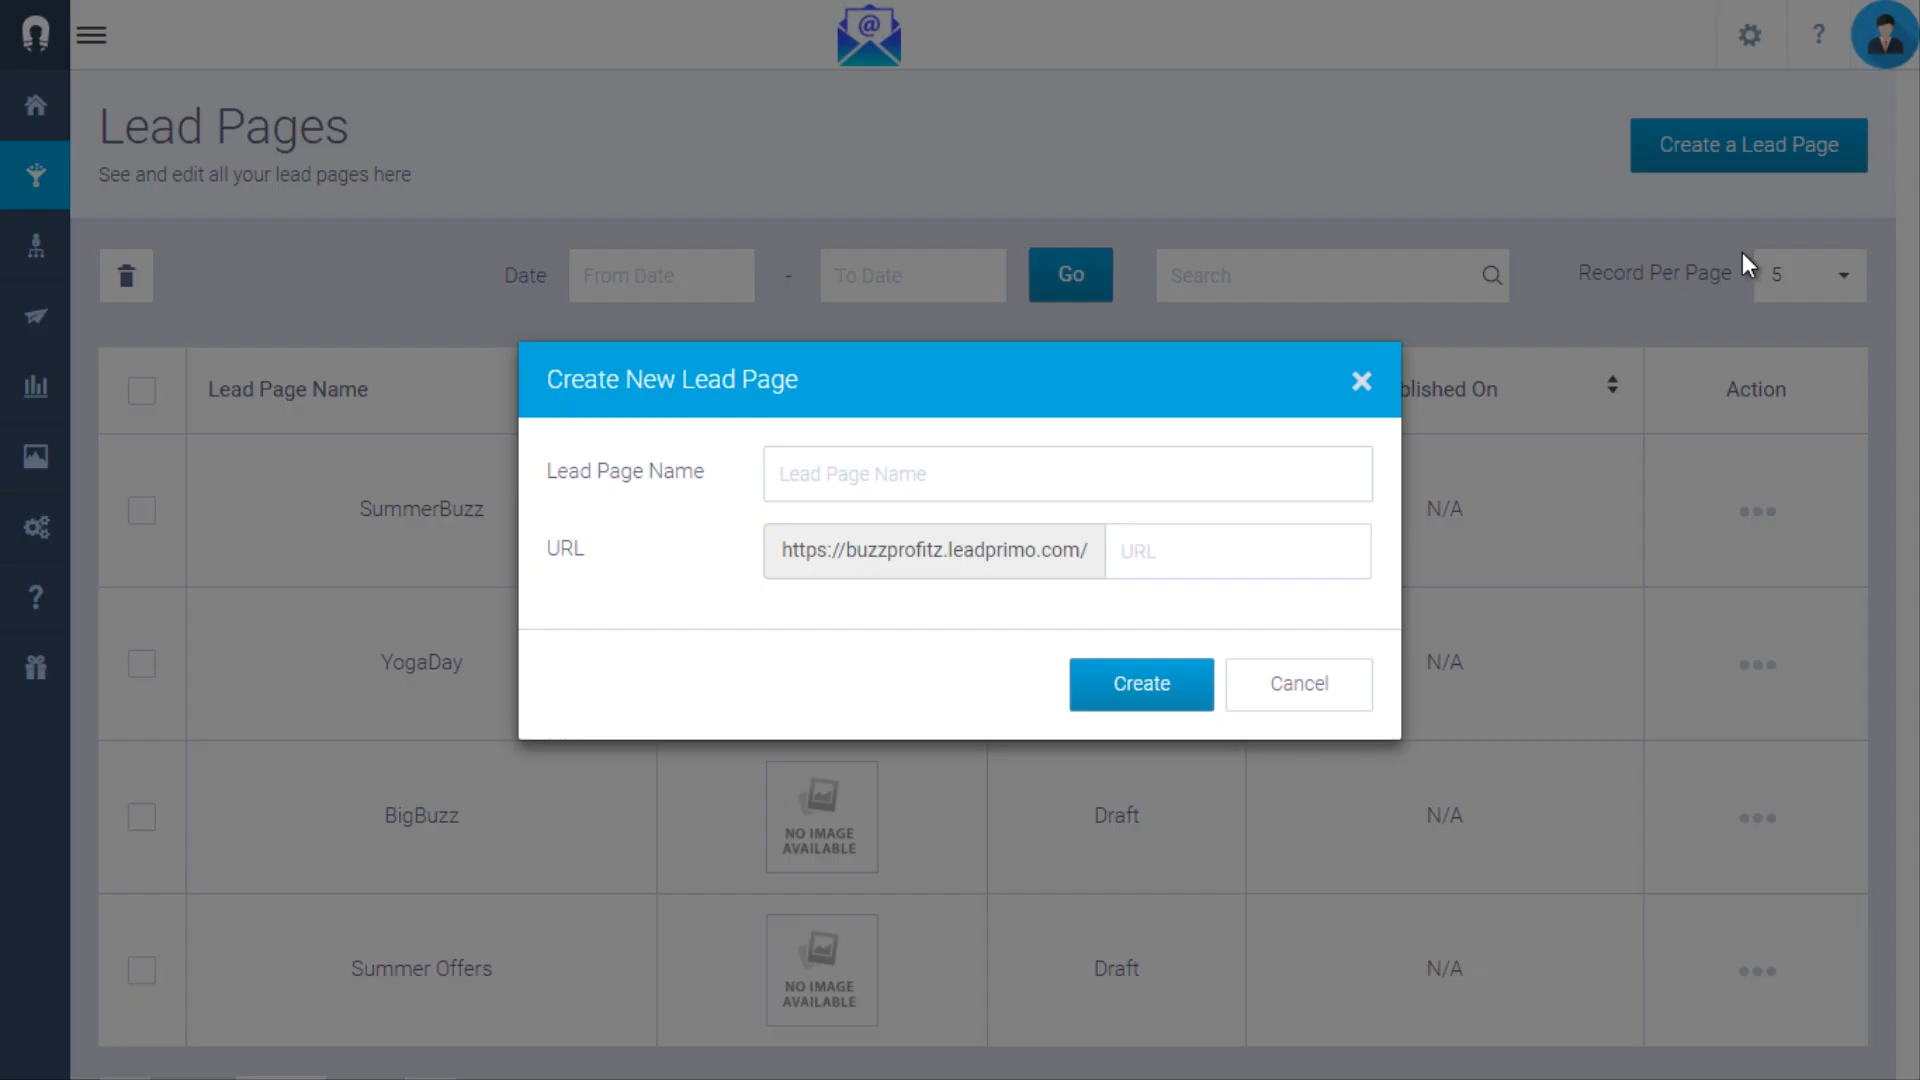 @
?
Lead Pages
See and edit all your lead pages here
Create a Lead Page
Date
From Date
-
To Date
Go
Search
Record Per Page
5
Create New Lead Page
Lead Page Name
blished On
Action
Lead Page Name
Lead Page Name
URL
https://buzzprofitz.leadprimo.com/
URL
SummerBuzz
N/A
YogaDay
N/A
Create
Cancel
BigBuzz
NO IMAGE
AVAILABLE
Draft
N/A
Summer Offers
NO IMAGE
AVAILABLE
Draft
N/A
?